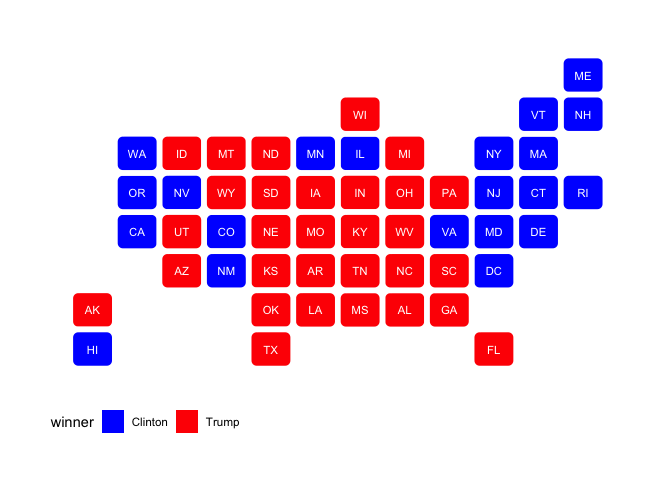 ME
WI VT NH
WA ID MT ND MN IL MI NY MA
OR NV WY SD IA IN OH PA NJ CT RI
CA UT CO NE MO KY WV VA MD DE
AZ NM KS AR TN NC SC DC
AK OK LA MS AL GA
HI TX FL
winner Clinton Trump